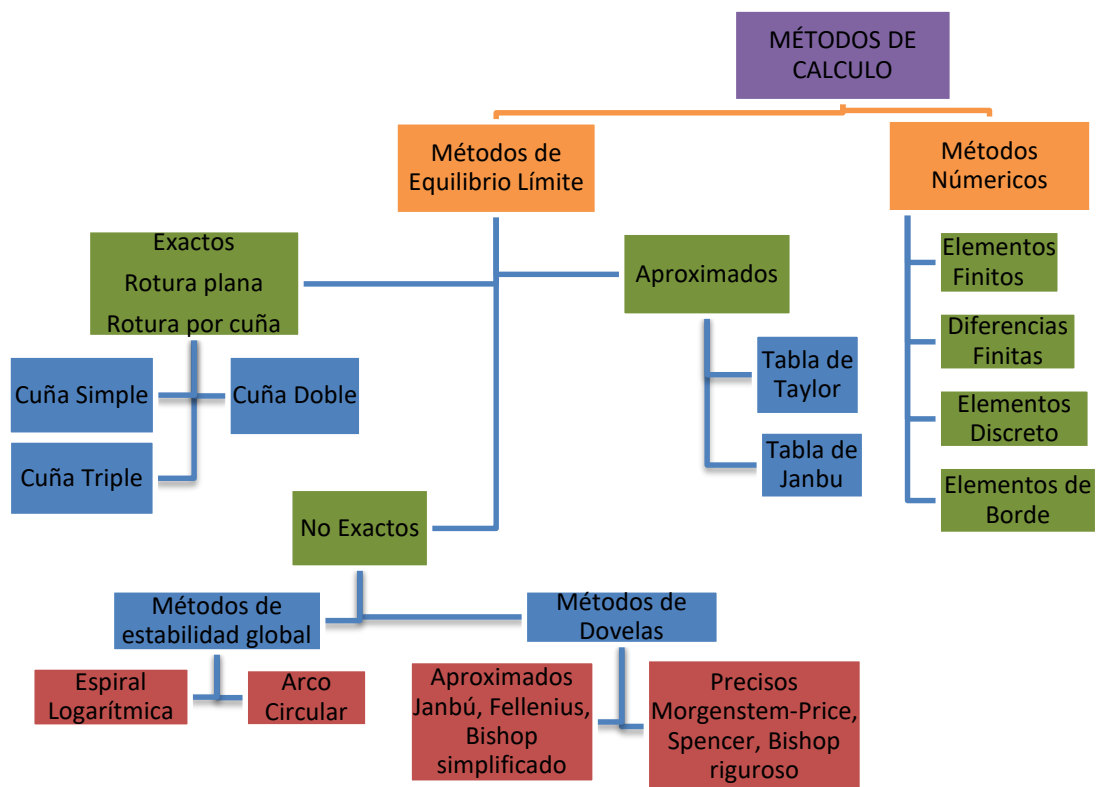 MÉTODOS DE
CALCULO
Métodos de
Equilibrio Límite
Métodos
Númericos
Exactos
Rotura plana
Rotura por cuña
Aproximados
Elementos
Finitos
Diferencias
Finitas
Elementos
Discreto
Elementos de
Borde
Cuña Simple
Cuña Doble
Cuña Triple
Tabla de
Taylor
Tabla de
Janbu
No Exactos
Métodos de
estabilidad global
Métodos de
Dovelas
Espiral
Logarítmica
Arco
Circular
Aproximados
Janbú, Fellenius,
Bishop
simplificado
Precisos
Morgenstem-Price,
Spencer, Bishop
riguroso